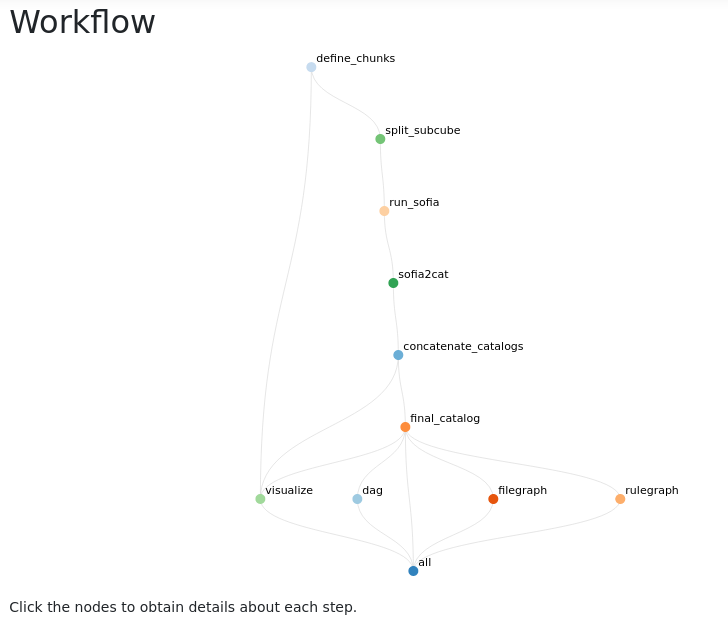 Workflow
define_chunks
split_subcube
run_sofia
sofia2cat
concatenate_catalogs
final_catalog
visualize
dag
filegraph
rulegraph
all
Click the nodes to obtain details about each step.